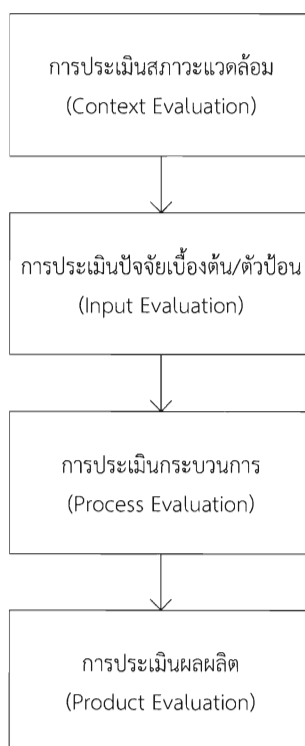 การประเมินสภาวะแวดล้อม
(Context Evaluation)
การประเมินปัจจัยเบื้องต้น/ตัวป้อน
(Input Evaluation)
การประเมินกระบวนการ
(Process Evaluation)
การประเมินผลผลิต
(Product Evaluation)